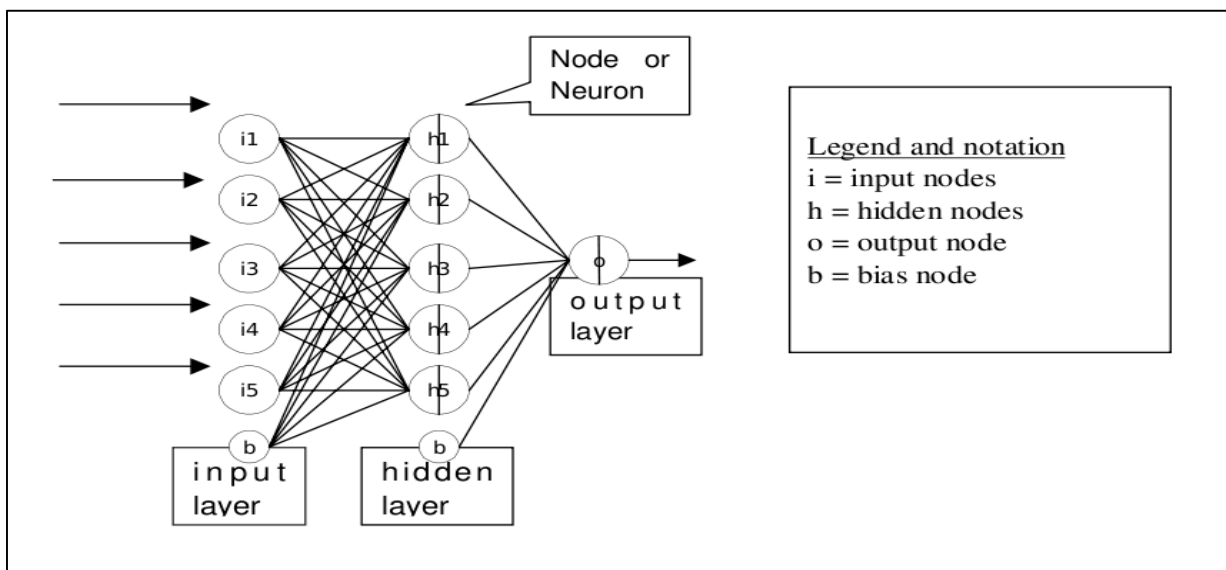 Node or
Neuron
i1
h1
i2
h2
i3
h3
o
i4
h4
i5
h5
b
b
input
layer
hidden
layer
output
layer
Legend and notation
i = input nodes
h = hidden nodes
o = output node
b = bias node